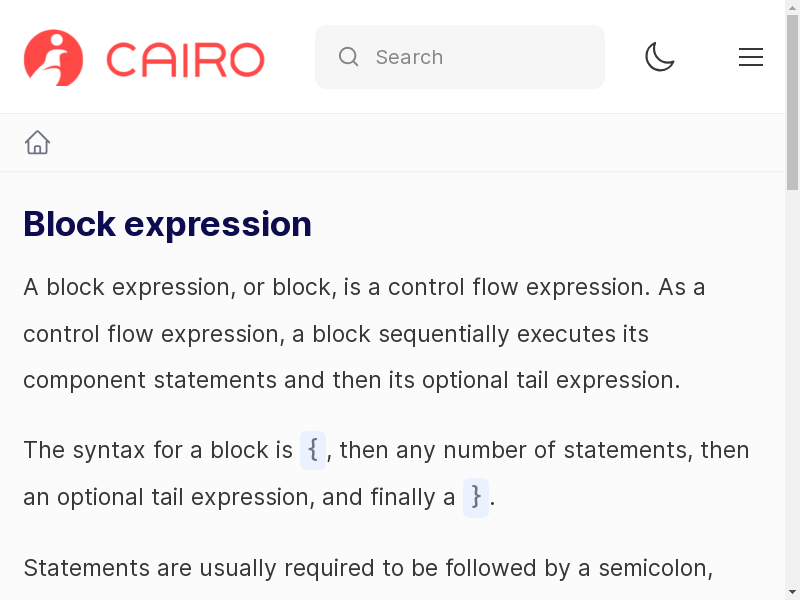 CAIRO
Search
Block expression
A block expression, or block, is a control flow expression. As a
control flow expression, a block sequentially executes its
component statements and then its optional tail expression.
The syntax for a block is {, then any number of statements, then
an optional tail expression, and finally a }.
Statements are usually required to be followed by a semicolon,